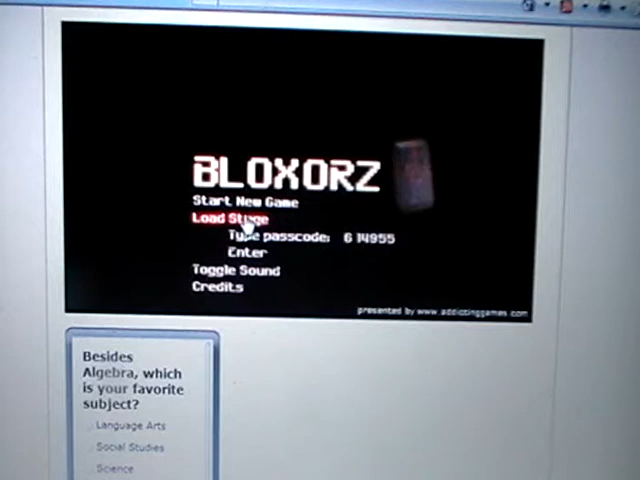 BLOXORZ
Start New Game
Load Stage
Type passcode: 614955
Enter
Toggle Sound
Credits
presented by www.addictinggames.com
Besides
Algebra, which
is your favorite
subject?
Language Arts
Social Studies
Science